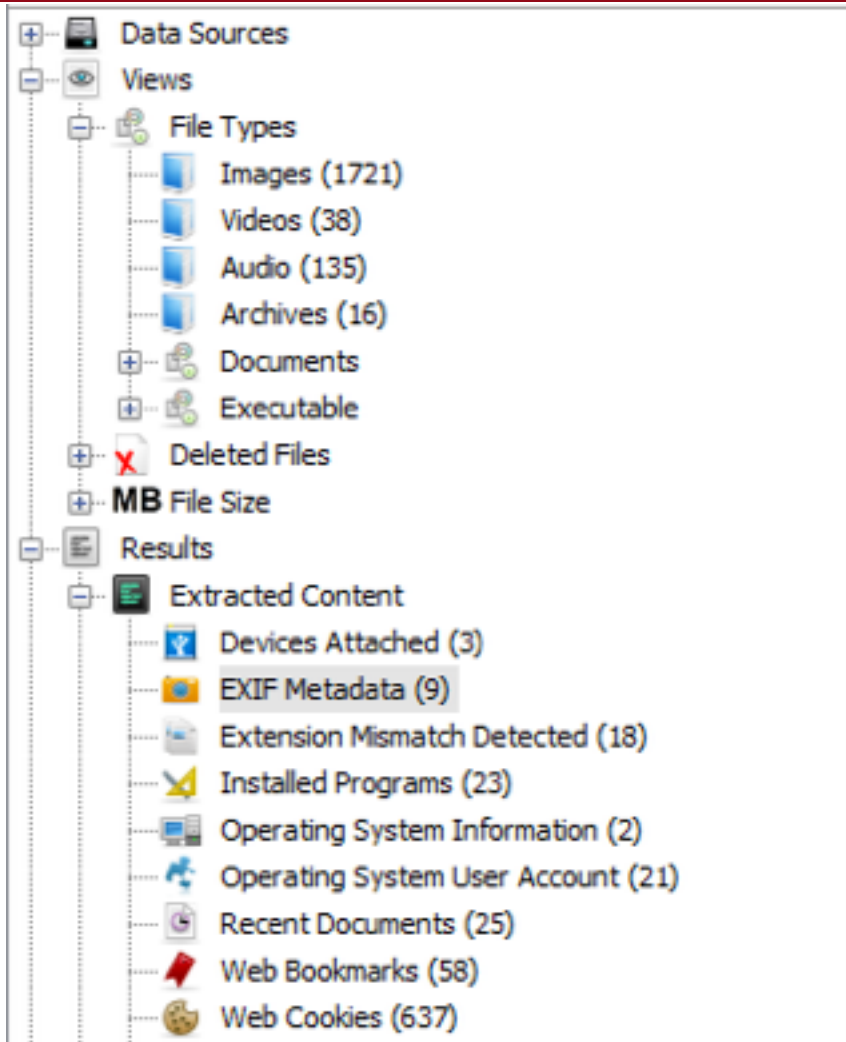 Data Sources
Views
File Types
Images (1721)
Videos (38)
Audio (135)
Archives (16)
Documents
Executable
Deleted Files
MB File Size
Results
Extracted Content
Devices Attached (3)
EXIF Metadata (9)
Extension Mismatch Detected (18)
Installed Programs (23)
Operating System Information (2)
Operating System User Account (21)
Recent Documents (25)
Web Bookmarks (58)
Web Cookies (637)